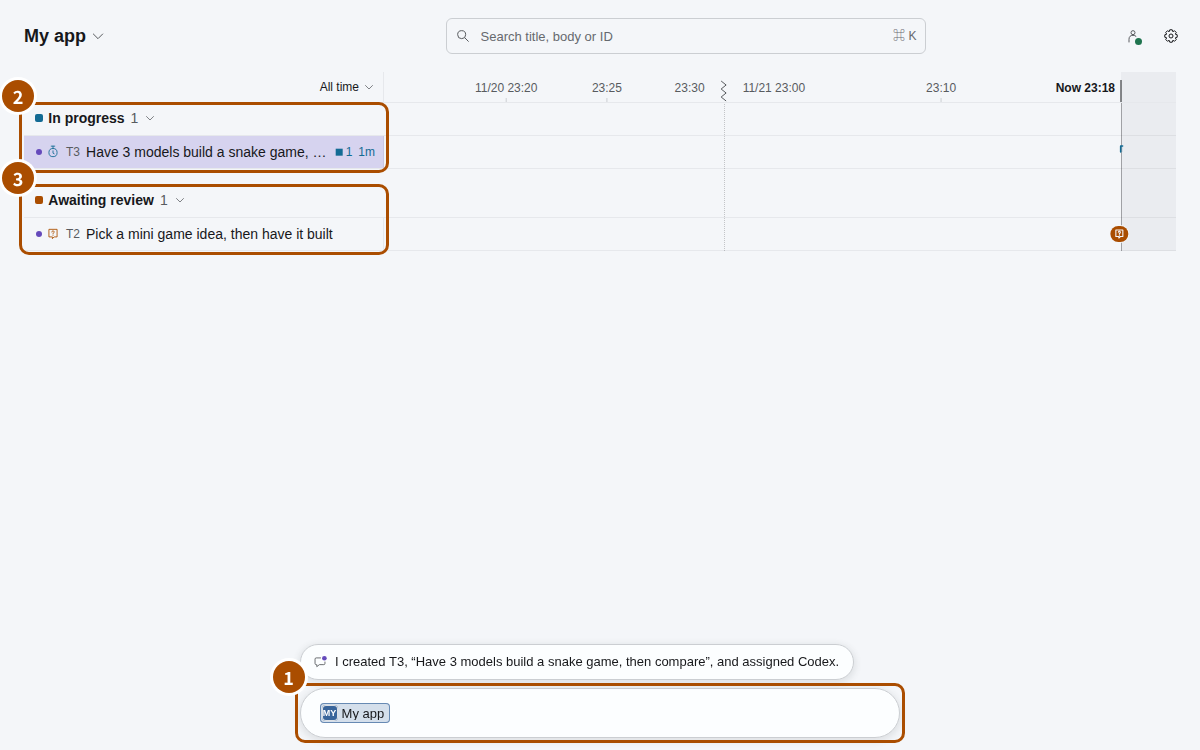 My app
Search title, body or ID
⌘ K
All time
11/20 23:20
23:25
23:30
11/21 23:00
23:10
Now 23:18
2
In progress 1
T3 Have 3 models build a snake game, … 1 1m
3
Awaiting review 1
T2 Pick a mini game idea, then have it built
I created T3, “Have 3 models build a snake game, then compare”, and assigned Codex.
1
MY My app